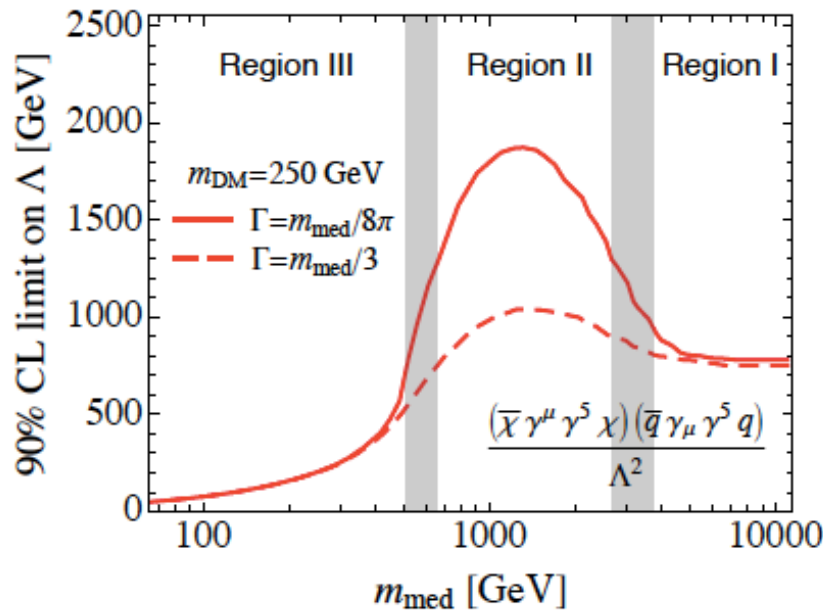 2500
2000
1500
1000
500
0
90% CL limit on Λ [GeV]
Region III
Region II
Region I
m_DM=250 GeV
Γ=m_med/8π
Γ=m_med/3
(χ̄ γ^μ γ^5 χ)(q̄ γ_μ γ^5 q)
Λ^2
100
1000
10000
m_med [GeV]